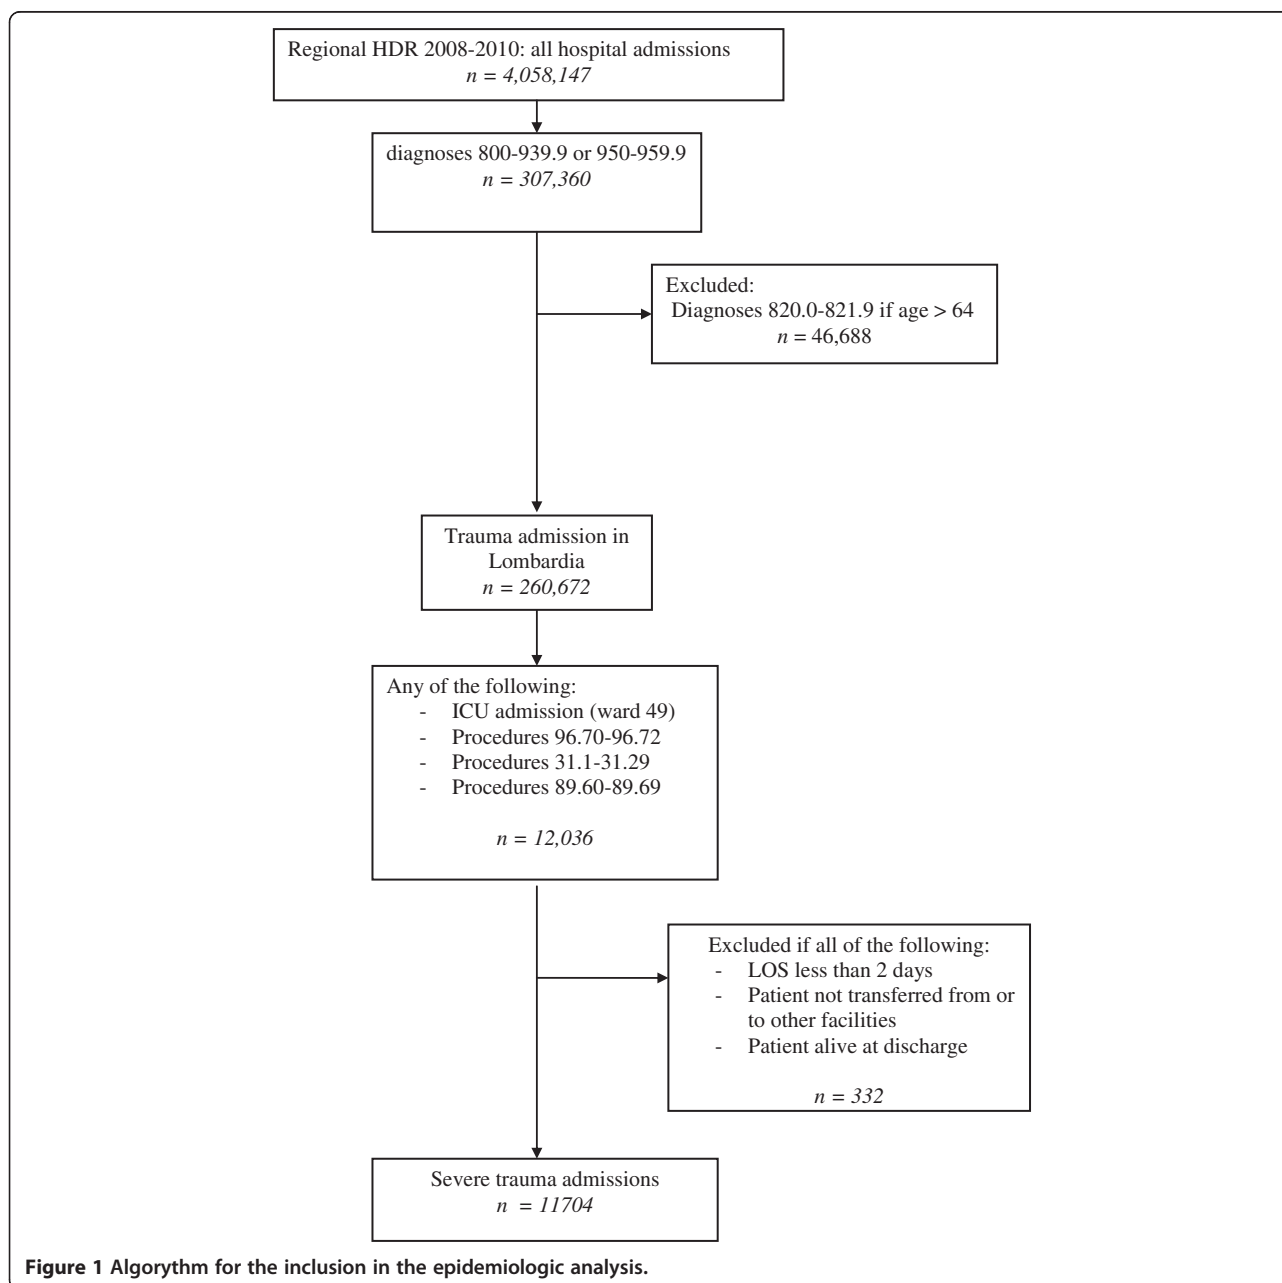 Regional HDR 2008-2010: all hospital admissions
n = 4,058,147
diagnoses 800-939.9 or 950-959.9
n = 307,360
Excluded:
Diagnoses 820.0-821.9 if age > 64
n = 46,688
Trauma admission in
Lombardia
n = 260,672
Any of the following:
- ICU admission (ward 49)
- Procedures 96.70-96.72
- Procedures 31.1-31.29
- Procedures 89.60-89.69
n = 12,036
Excluded if all of the following:
- LOS less than 2 days
- Patient not transferred from or
to other facilities
- Patient alive at discharge
n = 332
Severe trauma admissions
n = 11704
Figure 1 Algorythm for the inclusion in the epidemiologic analysis.